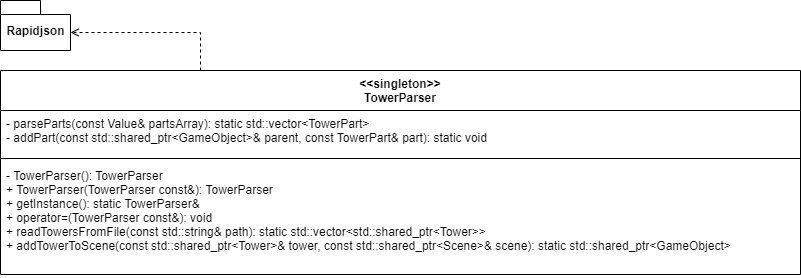 Rapidjson
<<singleton>>
TowerParser
- parseParts(const Value& partsArray): static std::vector<TowerPart>
- addPart(const std::shared_ptr<GameObject>& parent, const TowerPart& part): static void
- TowerParser(): TowerParser
+ TowerParser(TowerParser const&): TowerParser
+ getInstance(): static TowerParser&
+ operator=(TowerParser const&): void
+ readTowersFromFile(const std::string& path): static std::vector<std::shared_ptr<Tower>>
+ addTowerToScene(const std::shared_ptr<Tower>& tower, const std::shared_ptr<Scene>& scene): static std::shared_ptr<GameObject>